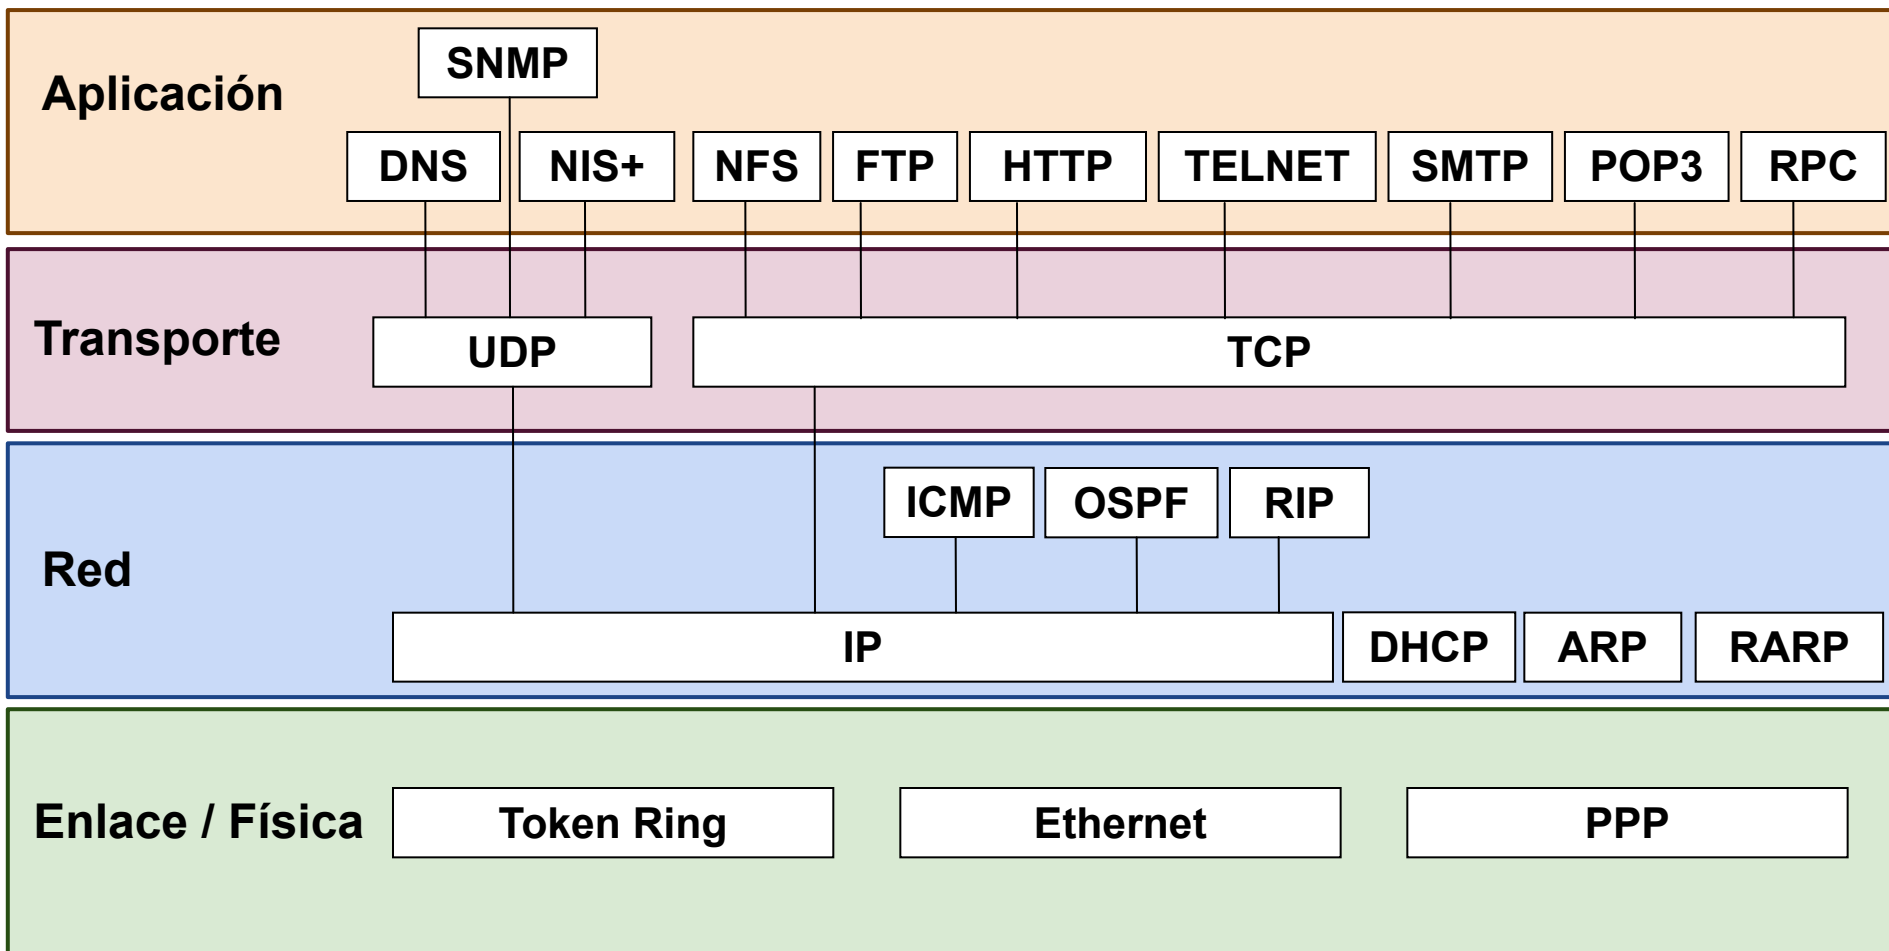 Aplicación
SNMP
DNS
NIS+
NFS
FTP
HTTP
TELNET
SMTP
POP3
RPC
Transporte
UDP
TCP
Red
ICMP
OSPF
RIP
IP
DHCP
ARP
RARP
Enlace / Física
Token Ring
Ethernet
PPP